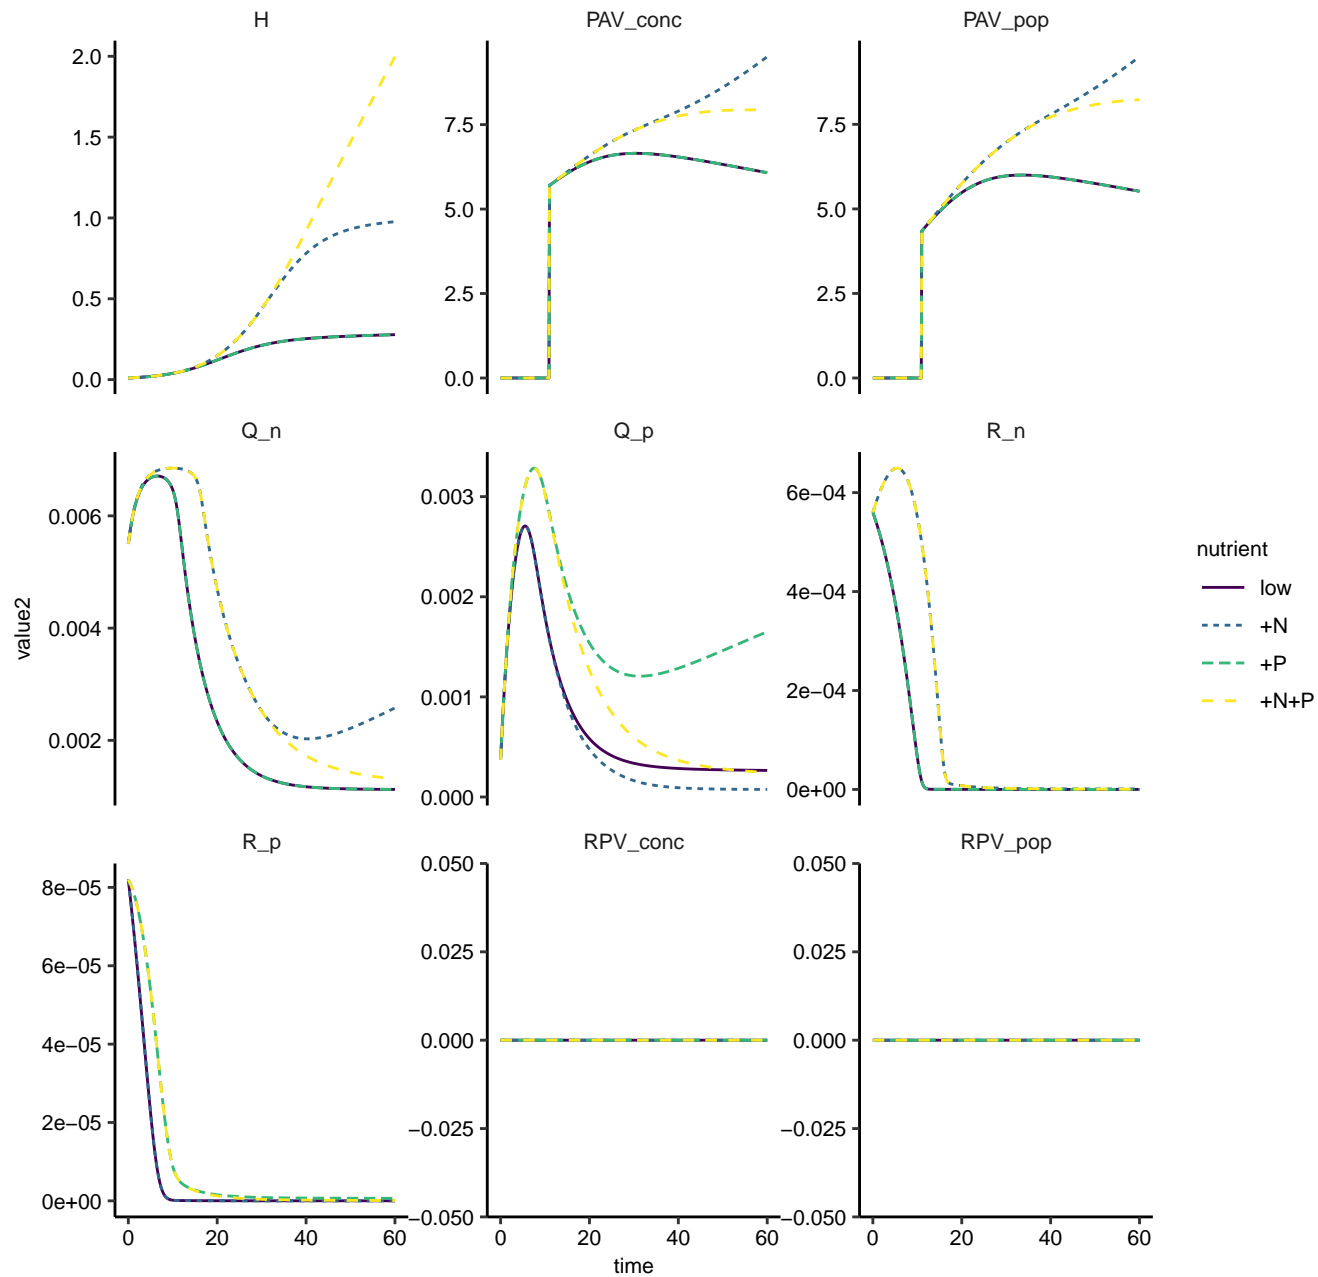 H
PAV_conc
PAV_pop
2.0
1.5
1.0
0.5
0.0
7.5
5.0
2.5
0.0
7.5
5.0
2.5
0.0
Q_n
Q_p
R_n
0.006
0.004
0.002
0.003
0.002
0.001
0.000
6e−04
4e−04
2e−04
0e+00
R_p
RPV_conc
RPV_pop
8e−05
6e−05
4e−05
2e−05
0e+00
0.050
0.025
0.000
−0.025
−0.050
0.050
0.025
0.000
−0.025
−0.050
0 20 40 60
0 20 40 60
0 20 40 60
time
value2
nutrient
low
+N
+P
+N+P